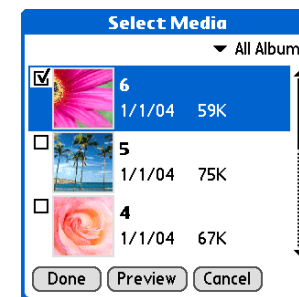 Select Media
All Album
6
1/1/04 59K
5
1/1/04 75K
4
1/1/04 67K
Done Preview Cancel